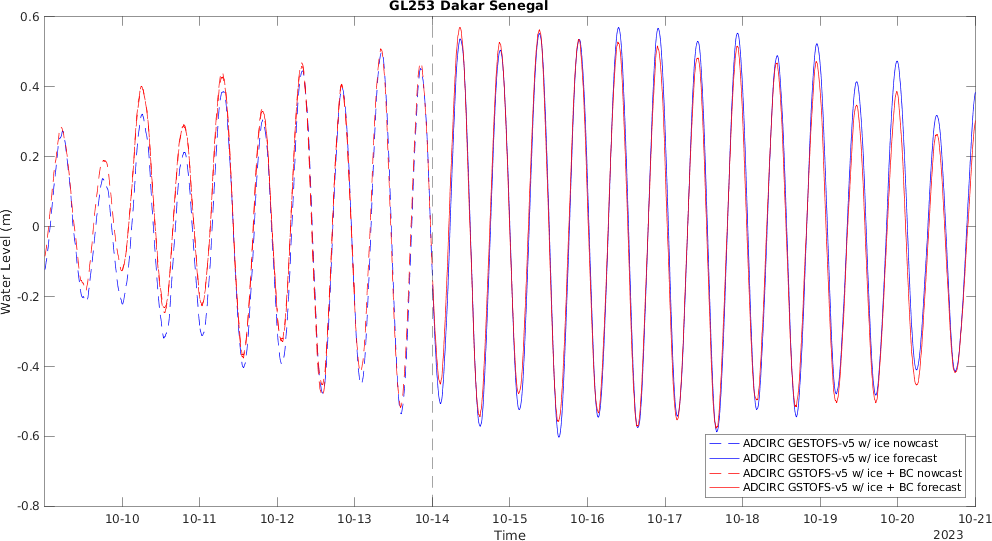 GL253 Dakar Senegal
0.6
0.4
0.2
0
-0.2
-0.4
-0.6
-0.8
Water Level (m)
ADCIRC GESTOFS-v5 w/ ice nowcast
ADCIRC GESTOFS-v5 w/ ice forecast
ADCIRC GSTOFS-v5 w/ ice + BC nowcast
ADCIRC GSTOFS-v5 w/ ice + BC forecast
10-10 10-11 10-12 10-13 10-14 10-15 10-16 10-17 10-18 10-19 10-20 10-21
Time
2023